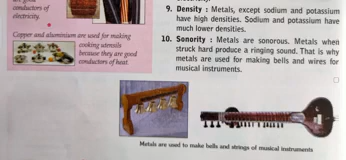 conductors of
electricity.
Copper and aluminium are used for making
cooking utensils
because they are good
conductors of heat.
9. Density : Metals, except sodium and potassium
have high densities. Sodium and potassium have
much lower densities.
10. Sonority : Metals are sonorous. Metals when
struck hard produce a ringing sound. That is why
metals are used for making bells and wires for
musical instruments.
Metals are used to make bells and strings of musical instruments